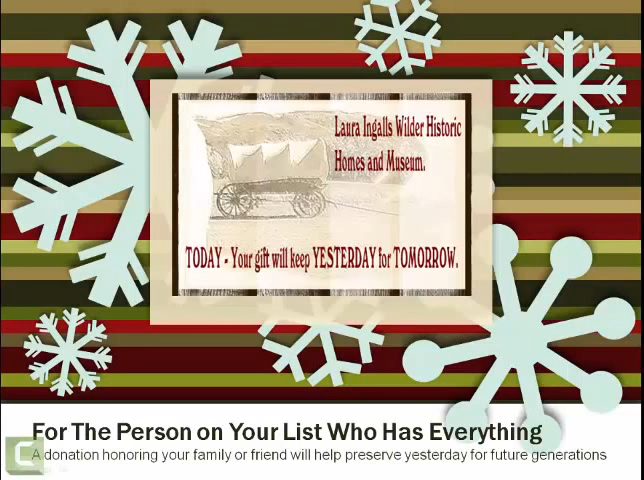 Laura Ingalls Wilder Historic
Homes and Museum.
TODAY - Your gift will keep YESTERDAY for TOMORROW.
For The Person on Your List Who Has Everything
A donation honoring your family or friend will help preserve yesterday for future generations
C